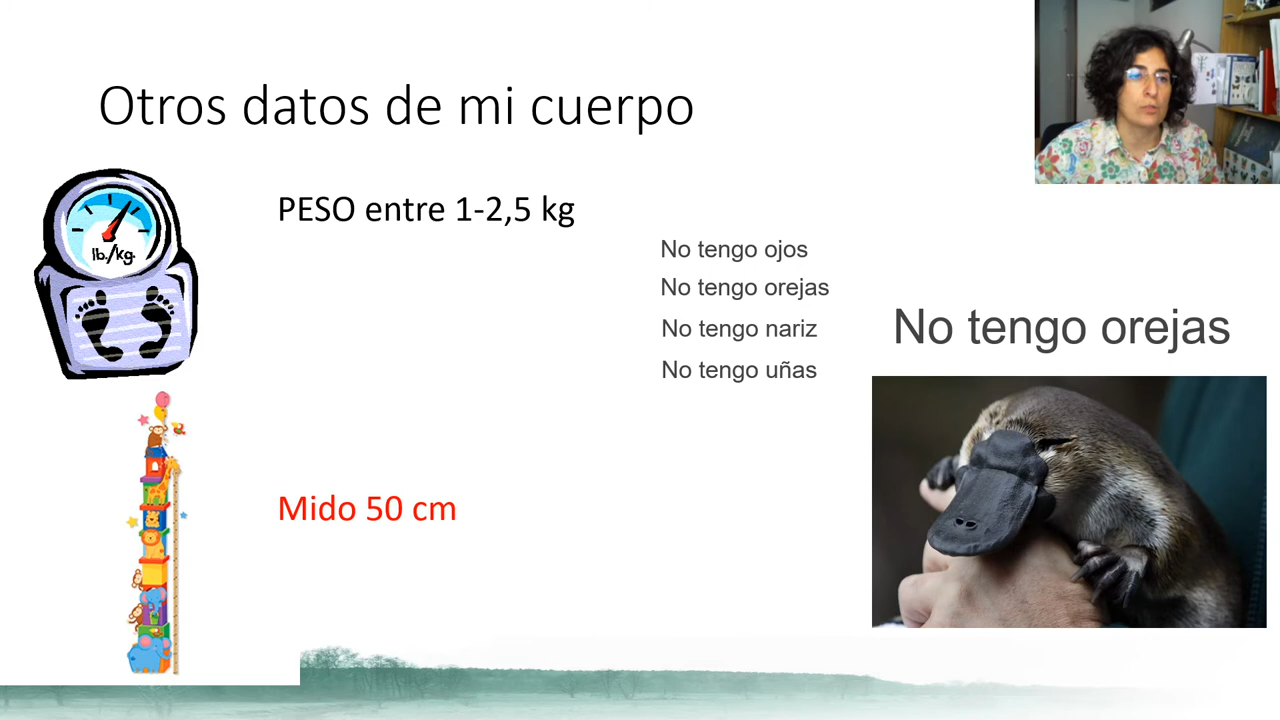 Otros datos de mi cuerpo
lb./kg.
PESO entre 1-2,5 kg
No tengo ojos
No tengo orejas
No tengo nariz
No tengo uñas
No tengo orejas
Mido 50 cm